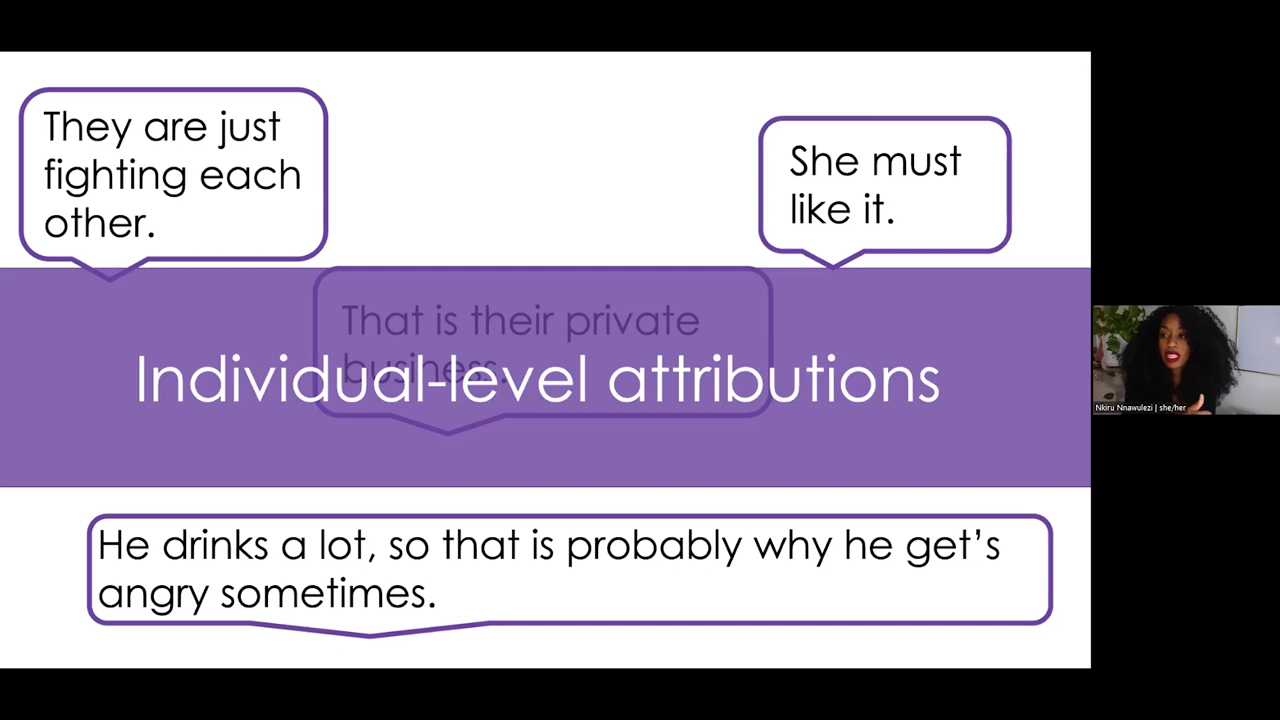 They are just
fighting each
other.
She must
like it.
That is their private
business.
Individual-level attributions
He drinks a lot, so that is probably why he get’s
angry sometimes.
Nkiru Nnawulezi | she/her